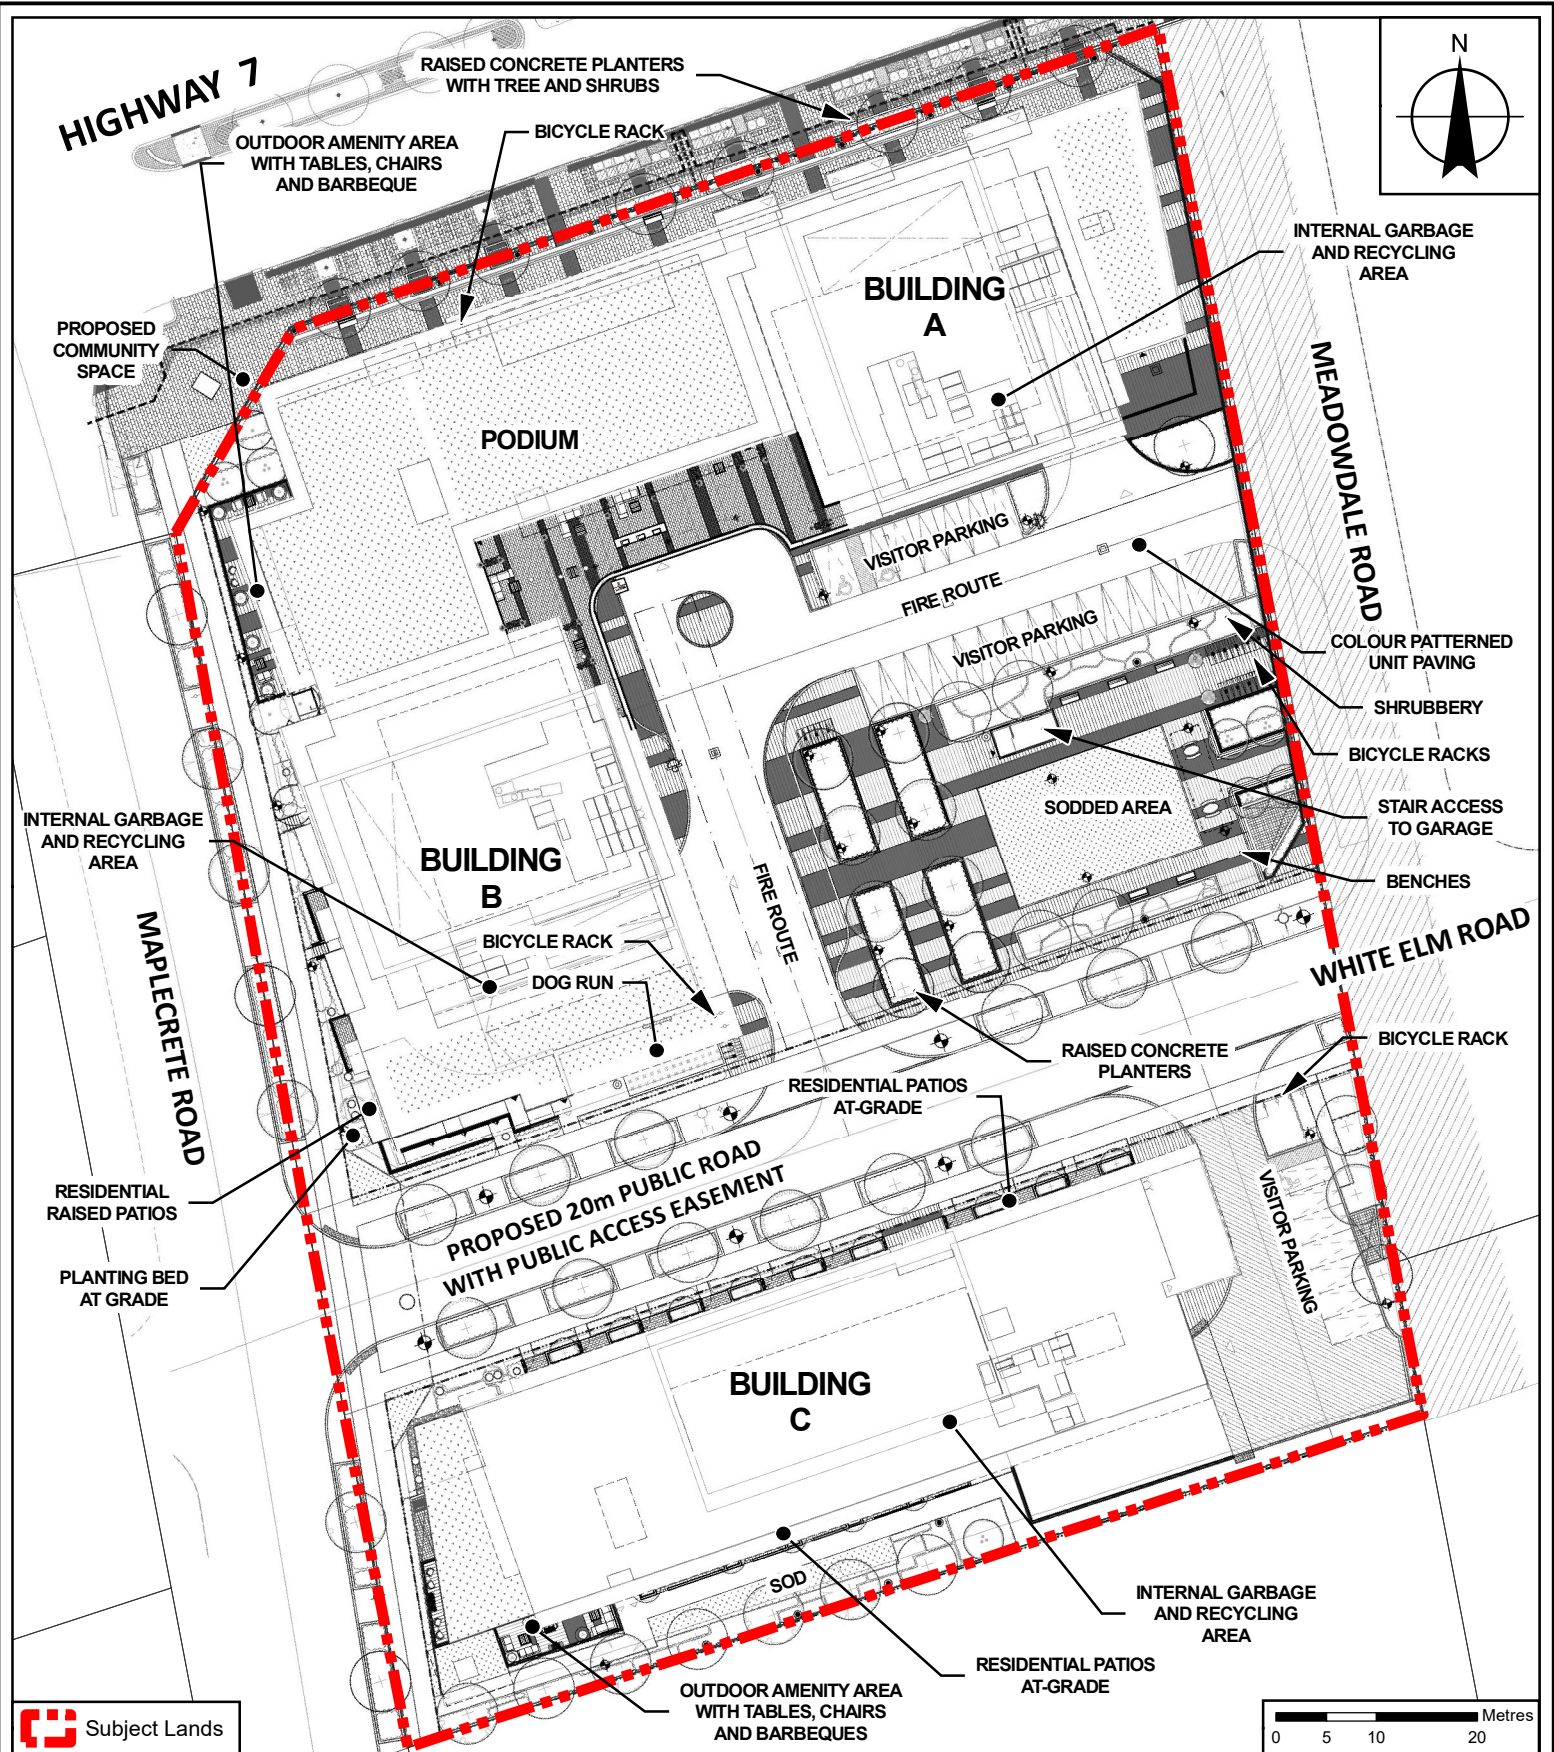 HIGHWAY 7
RAISED CONCRETE PLANTERS
WITH TREE AND SHRUBS
BICYCLE RACK
OUTDOOR AMENITY AREA
WITH TABLES, CHAIRS
AND BARBEQUE
N
INTERNAL GARBAGE
AND RECYCLING
AREA
BUILDING
A
PROPOSED
COMMUNITY
SPACE
PODIUM
MEADOWDALE ROAD
VISITOR PARKING
FIRE ROUTE
VISITOR PARKING
COLOUR PATTERNED
UNIT PAVING
SHRUBBERY
BICYCLE RACKS
STAIR ACCESS
TO GARAGE
SODDED AREA
BENCHES
INTERNAL GARBAGE
AND RECYCLING
AREA
BUILDING
B
FIRE ROUTE
MAPLECRETE ROAD
BICYCLE RACK
DOG RUN
WHITE ELM ROAD
RAISED CONCRETE
PLANTERS
BICYCLE RACK
RESIDENTIAL PATIOS
AT-GRADE
RESIDENTIAL
RAISED PATIOS
PROPOSED 20m PUBLIC ROAD
WITH PUBLIC ACCESS EASEMENT
VISITOR PARKING
PLANTING BED
AT GRADE
BUILDING
C
SOD
INTERNAL GARBAGE
AND RECYCLING
AREA
RESIDENTIAL PATIOS
AT-GRADE
OUTDOOR AMENITY AREA
WITH TABLES, CHAIRS
AND BARBEQUES
Subject Lands
Metres
0 5 10 20